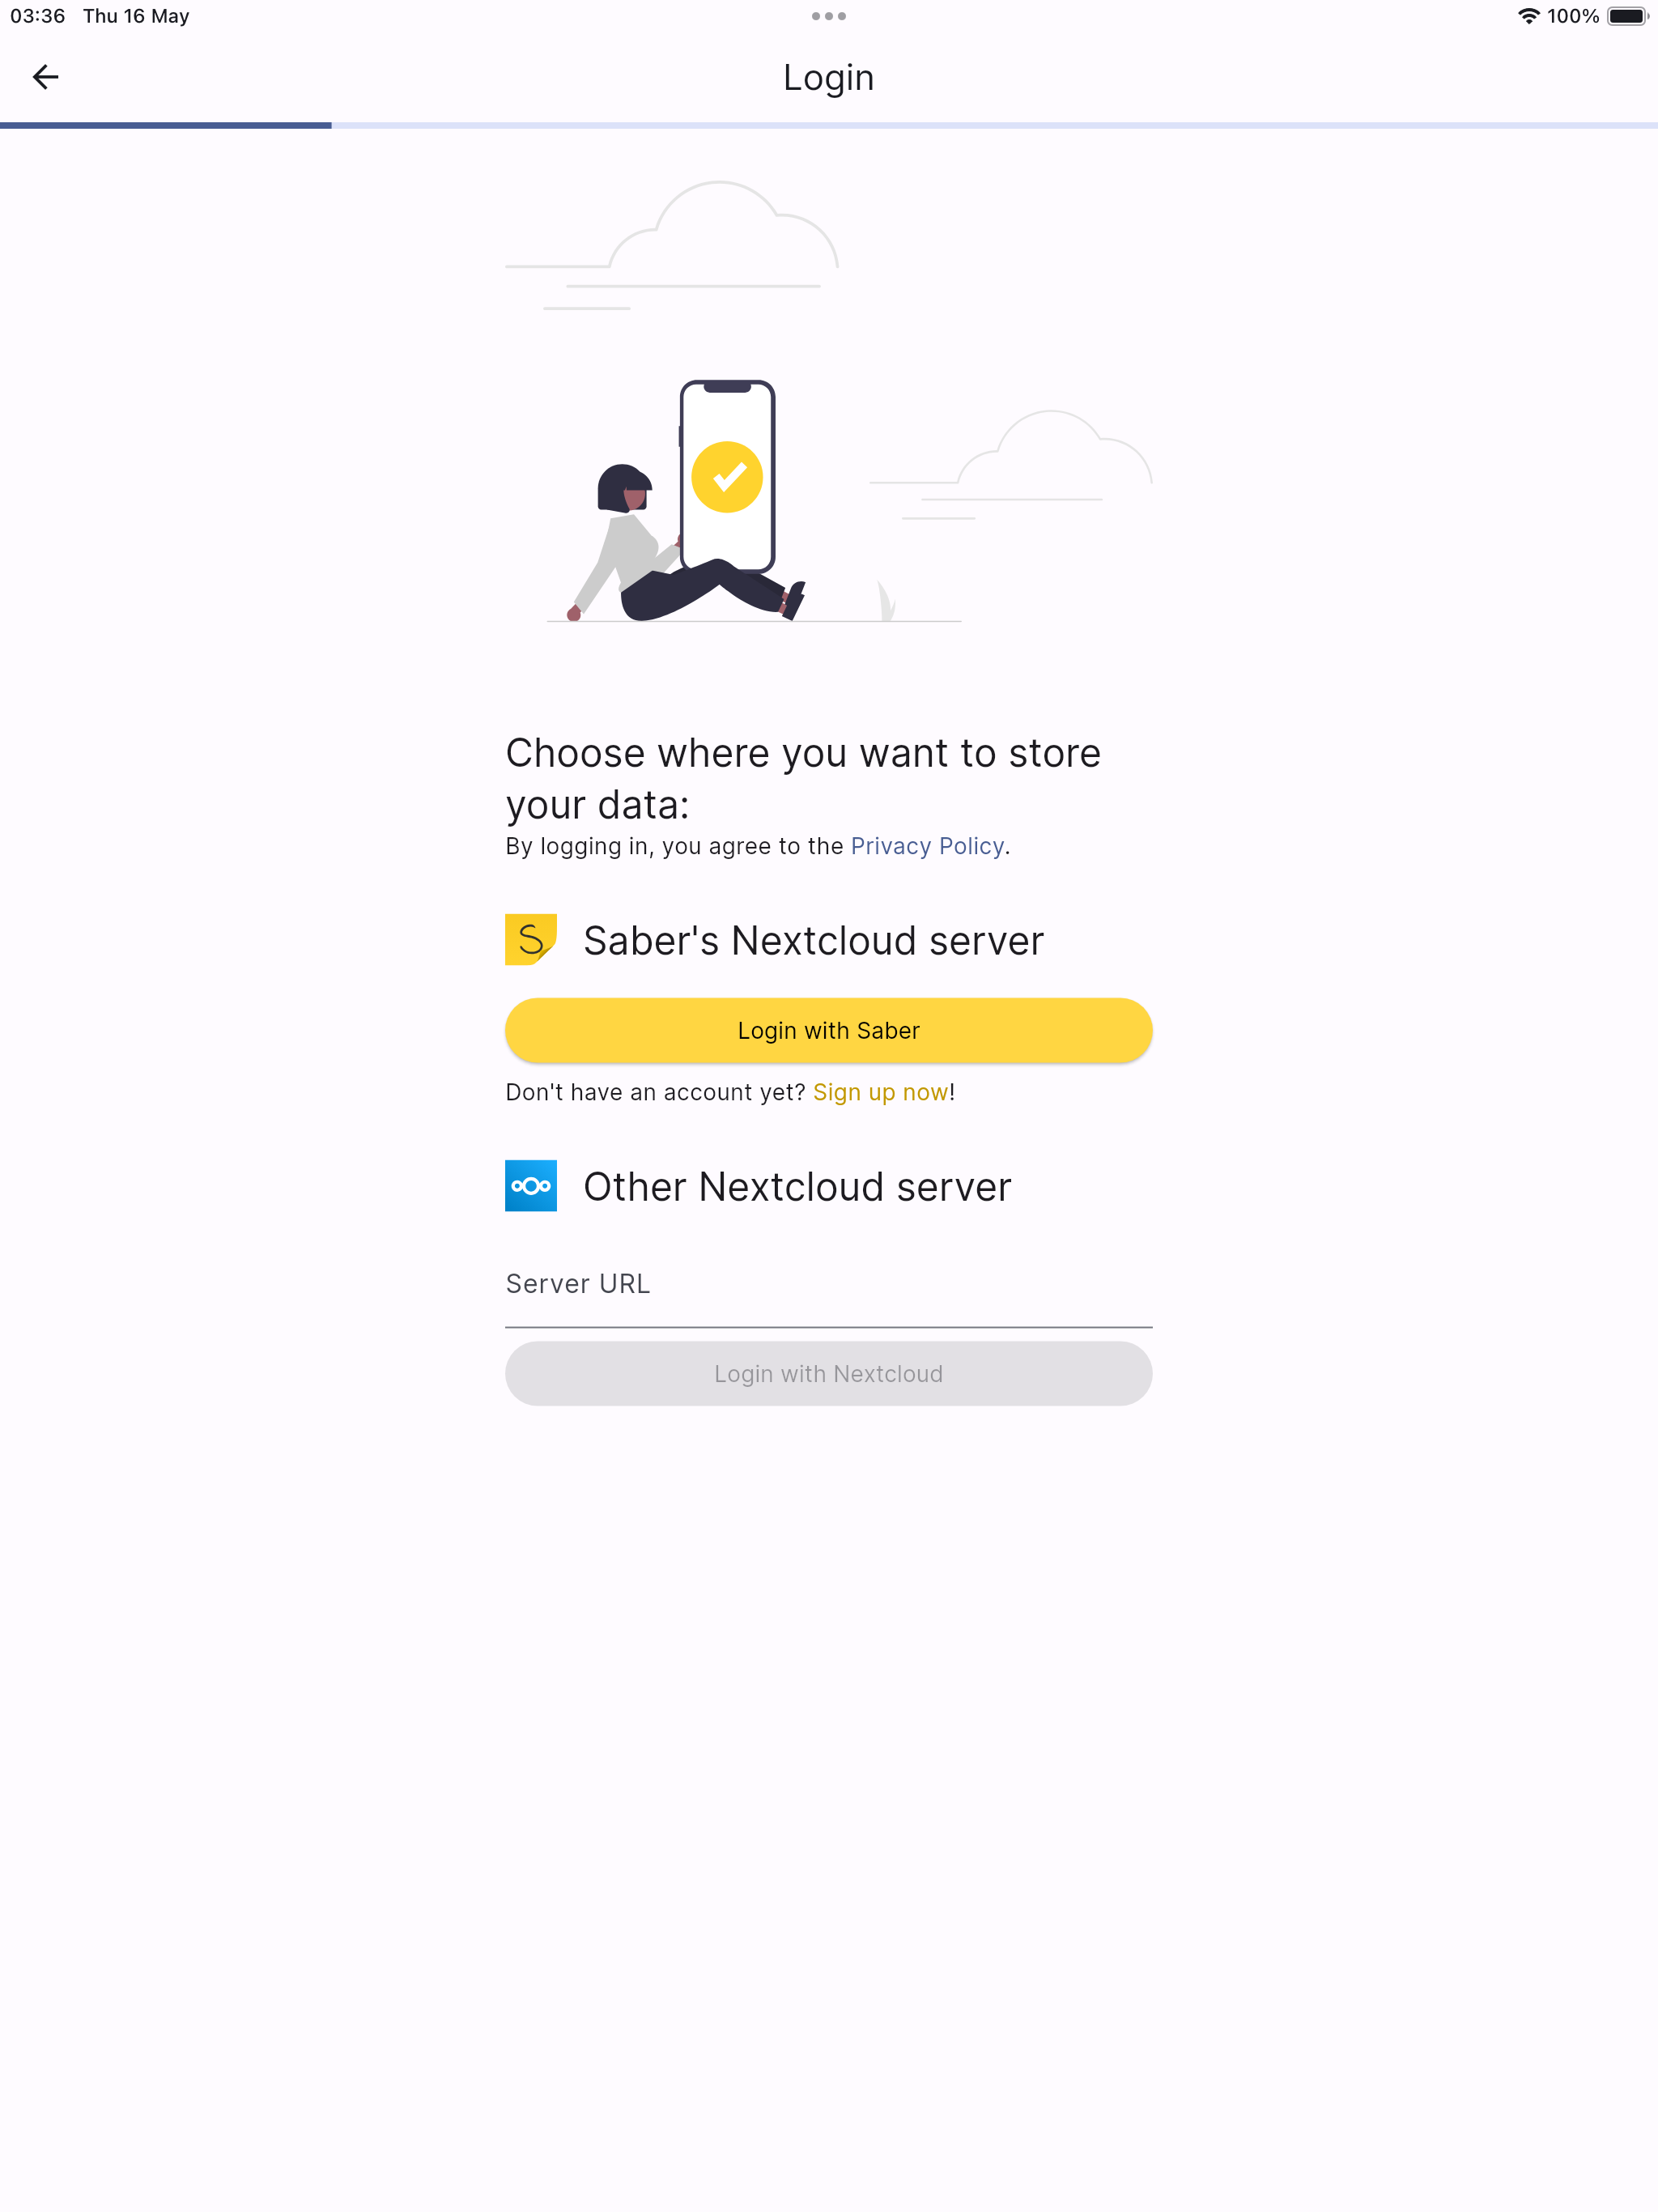 03:36 Thu 16 May 100%
Login
Choose where you want to store
your data:
By logging in, you agree to the Privacy Policy.
S Saber's Nextcloud server
Login with Saber
Don't have an account yet? Sign up now!
Other Nextcloud server
Server URL
Login with Nextcloud